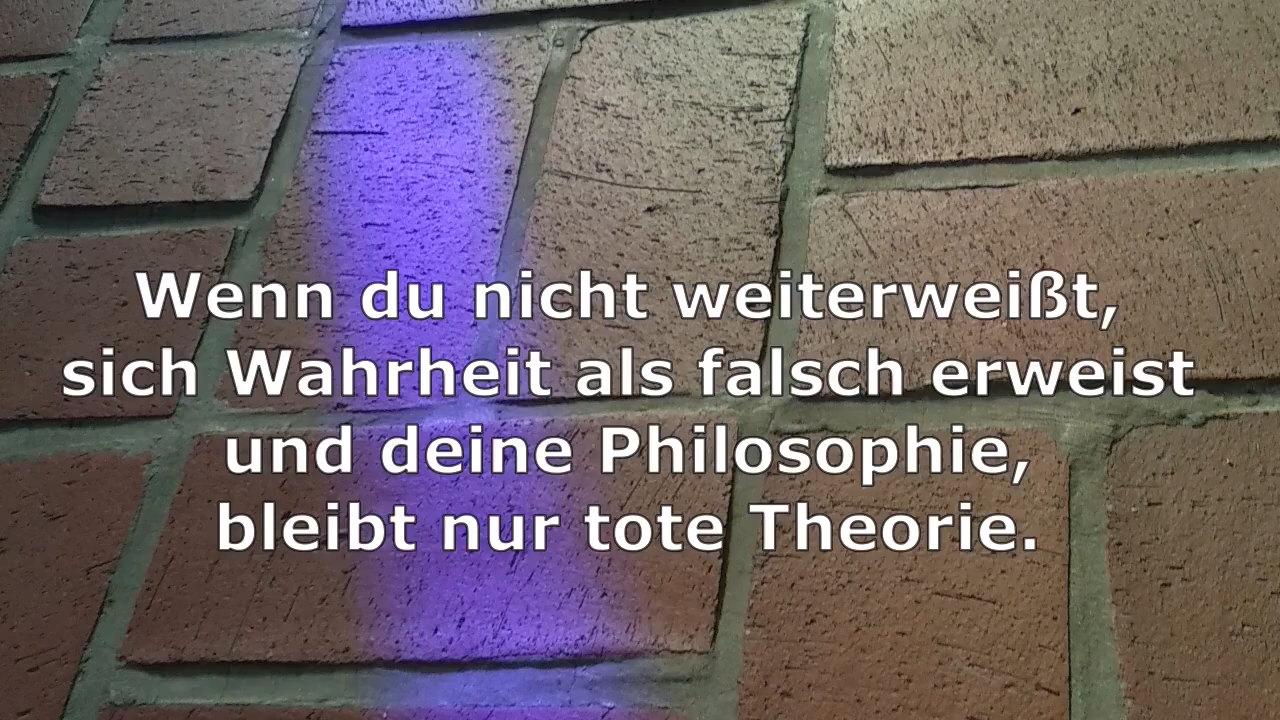 Wenn du nicht weiterweißt,
sich Wahrheit als falsch erweist
und deine Philosophie,
bleibt nur tote Theorie.